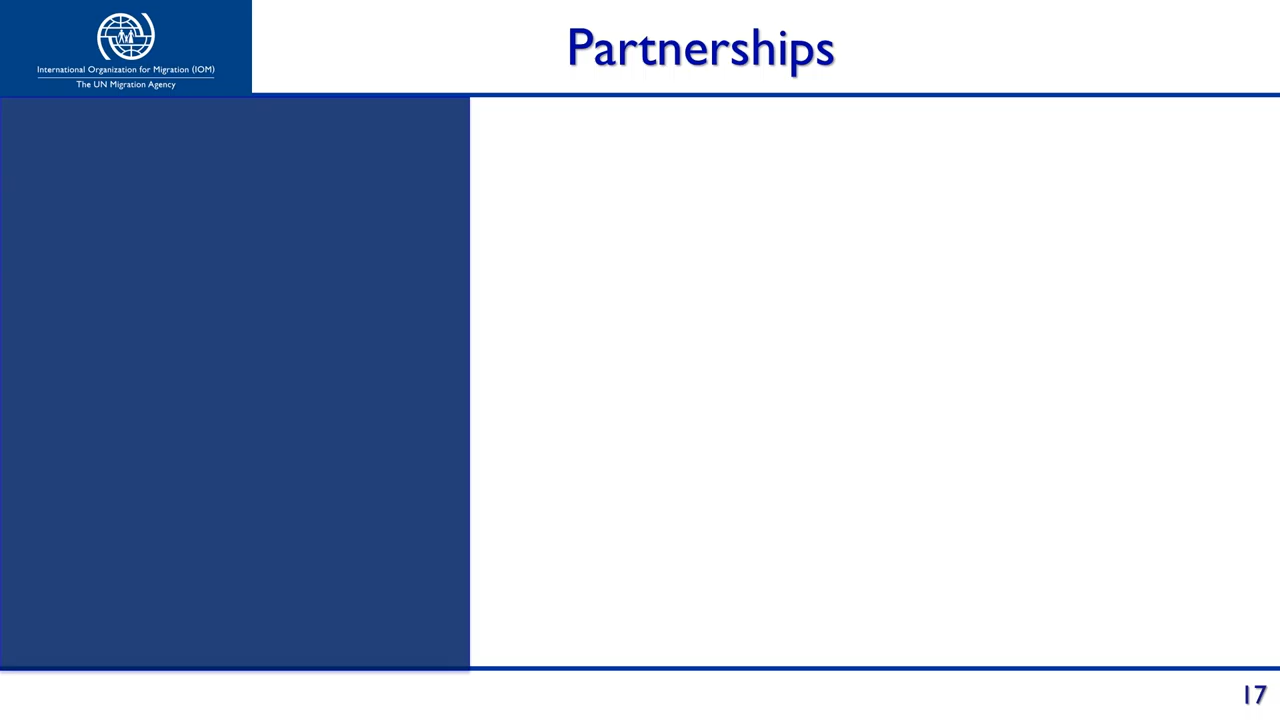 International Organization for Migration (IOM)
The UN Migration Agency
Partnerships
17